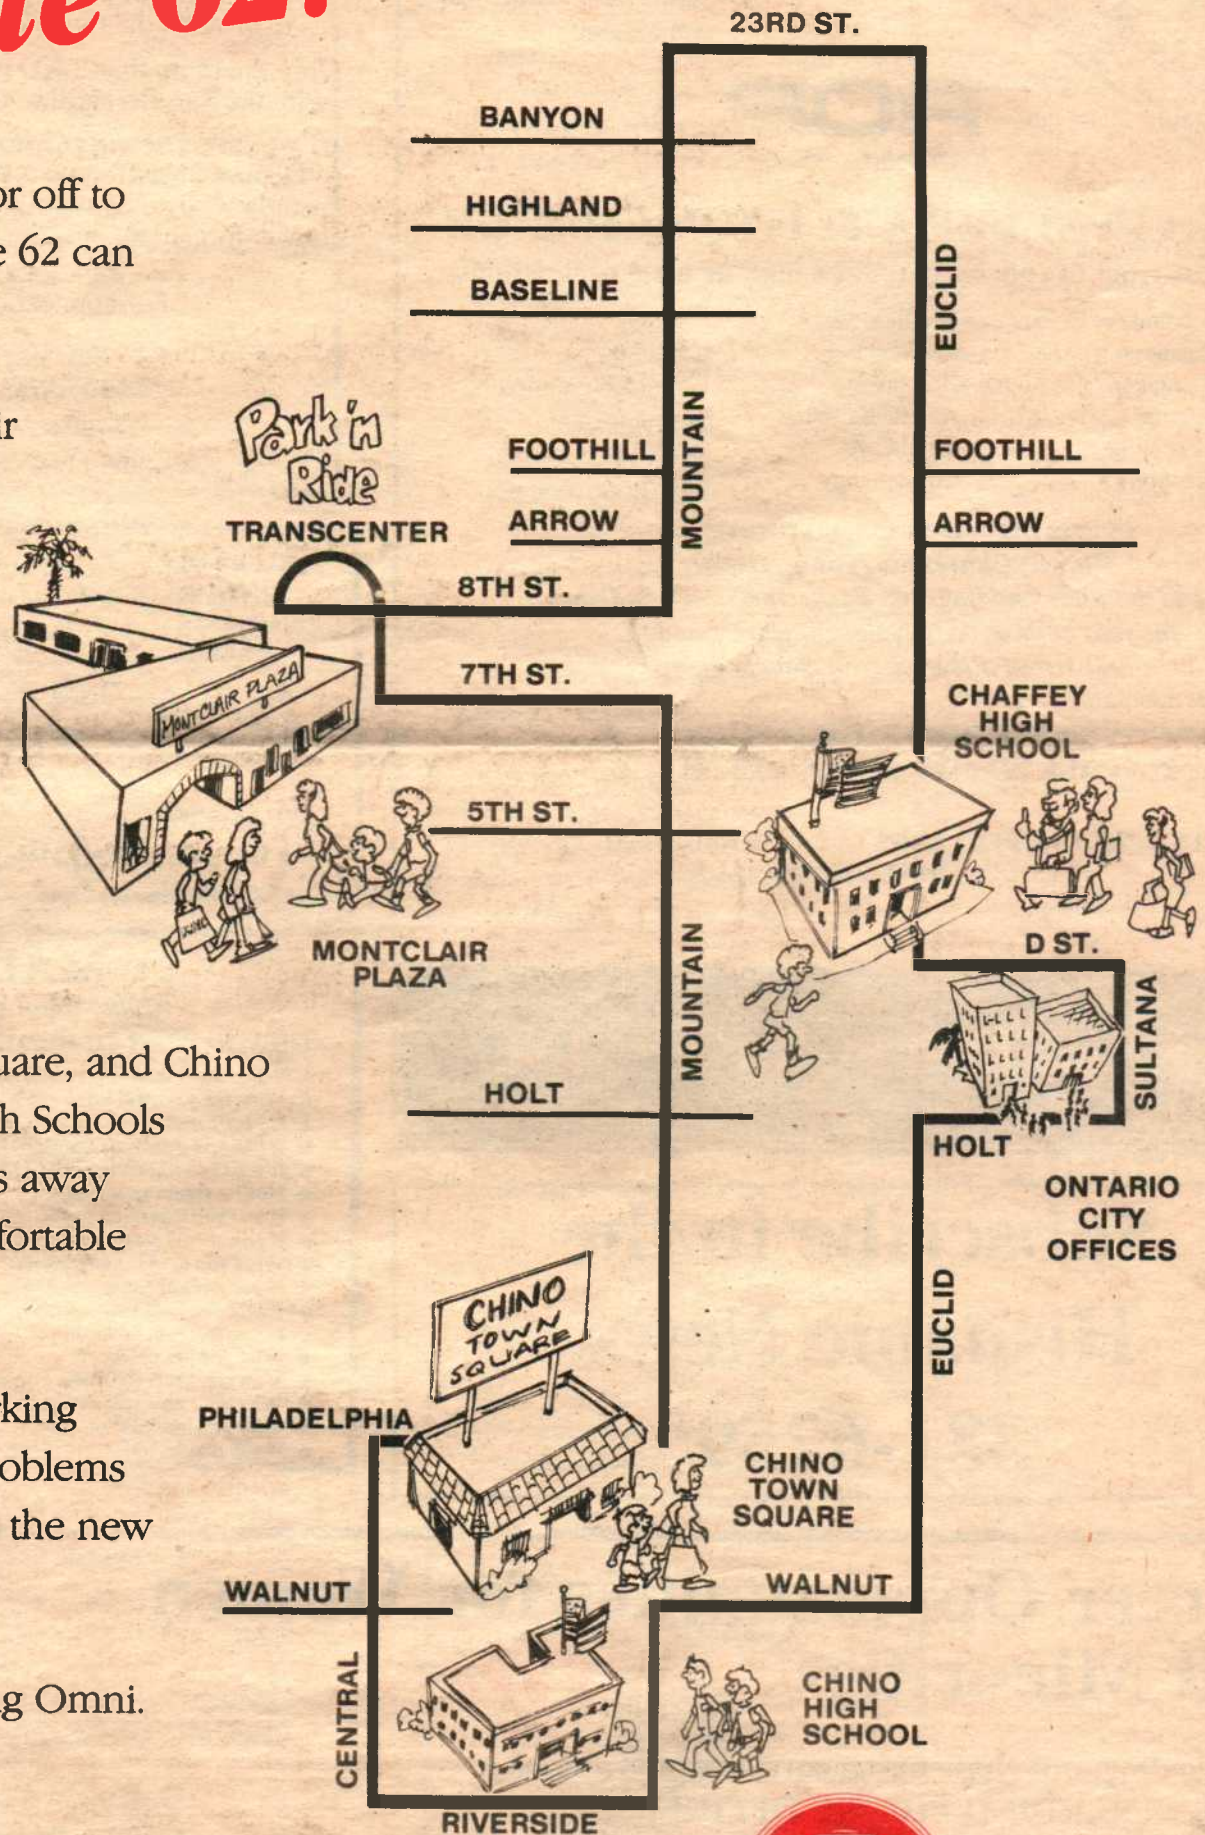 62!
or off to
e 62 can
ir
uare, and Chino
h Schools
s away
fortable
king
oblems
the new
g Omni.
23RD ST.
BANYON
HIGHLAND
BASELINE
EUCLID
Park 'n
Ride
TRANSCENTER
FOOTHILL
ARROW
MOUNTAIN
FOOTHILL
ARROW
8TH ST.
7TH ST.
MONTCLAIR PLAZA
CHAFFEY
HIGH
SCHOOL
5TH ST.
MONTCLAIR
PLAZA
MOUNTAIN
D ST.
SULTANA
HOLT
HOLT
ONTARIO
CITY
OFFICES
EUCLID
CHINO
TOWN
SQUARE
PHILADELPHIA
CHINO
TOWN
SQUARE
WALNUT
WALNUT
CENTRAL
CHINO
HIGH
SCHOOL
RIVERSIDE